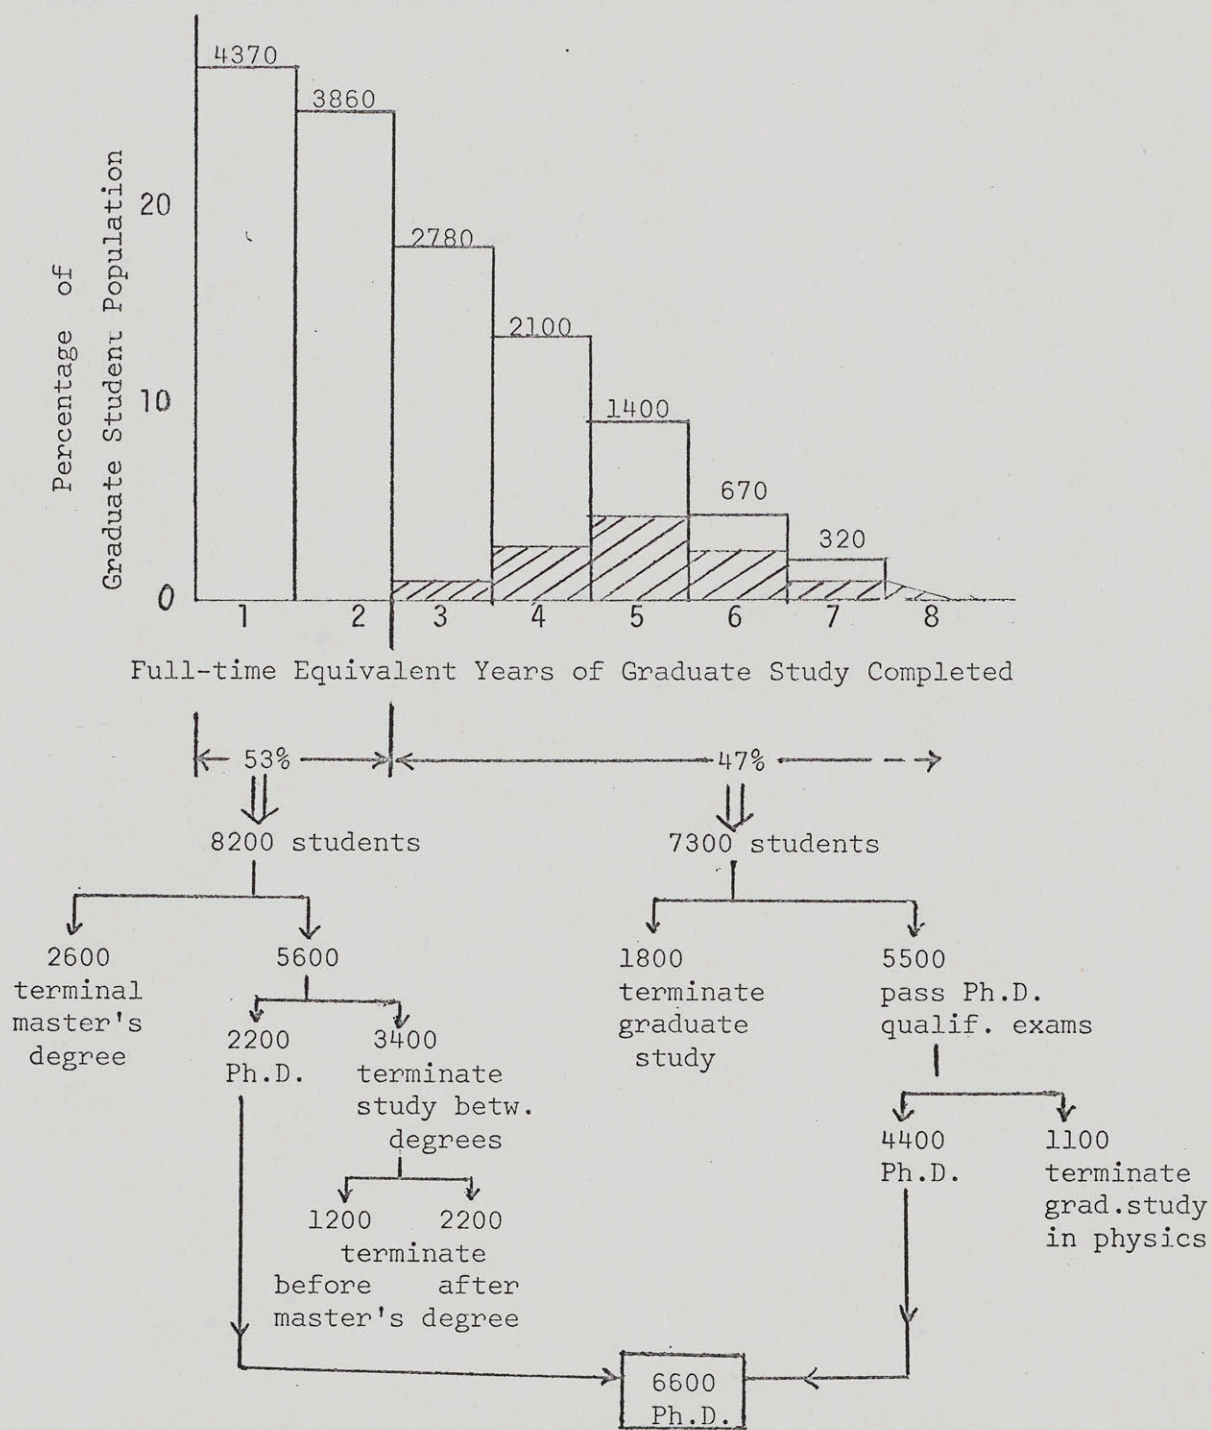 4370
3860
2780
2100
1400
670
320
Percentage of
Graduate Student Population
20
10
0
1 2 3 4 5 6 7 8
Full-time Equivalent Years of Graduate Study Completed
53% 47%
8200 students 7300 students
2600 5600 1800 5500
terminal terminate pass Ph.D.
master's graduate qualif. exams
degree study
2200 3400
Ph.D. terminate
study betw.
degrees
4400 1100
Ph.D. terminate
grad.study
in physics
1200 2200
terminate
before after
master's degree
6600
Ph.D.